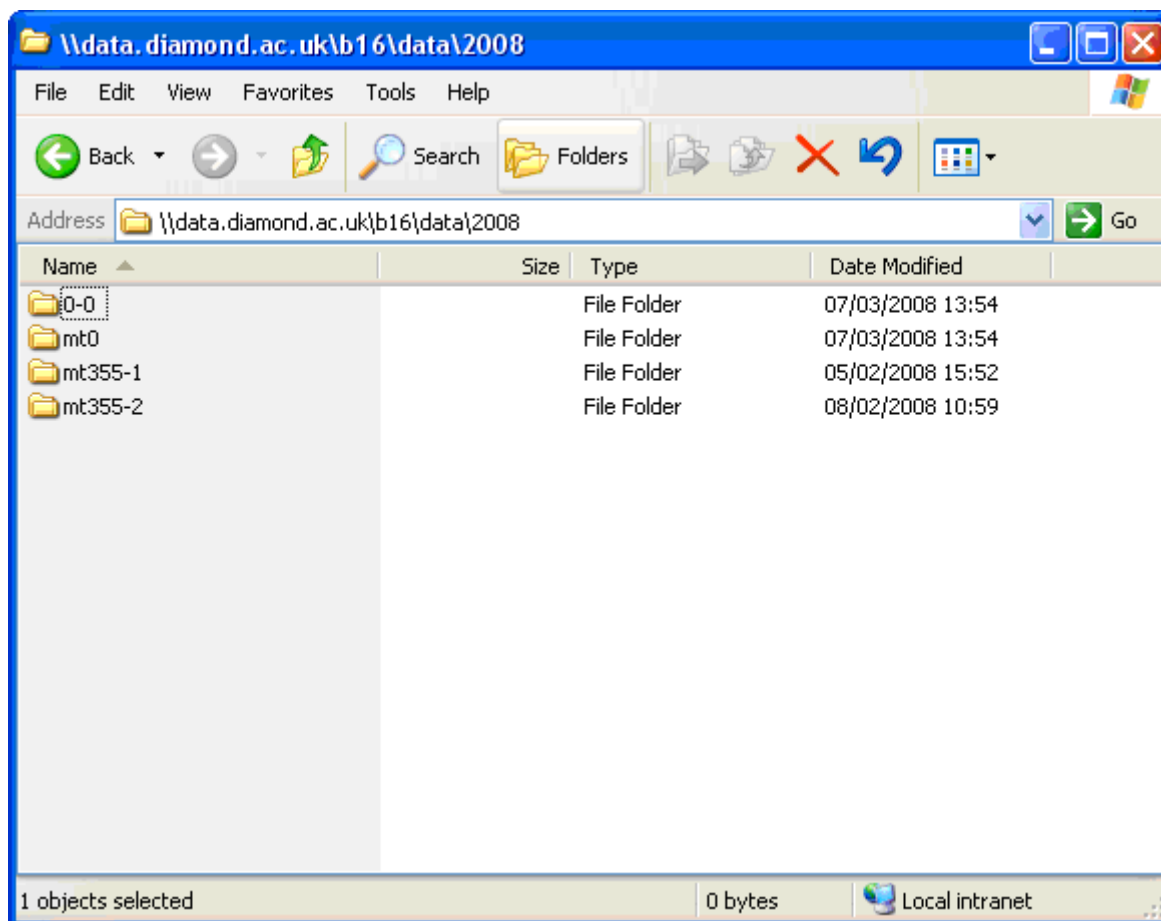 \\data.diamond.ac.uk\b16\data\2008
File Edit View Favorites Tools Help
Back Search Folders
Address \\data.diamond.ac.uk\b16\data\2008 Go
Name Size Type Date Modified
0-0 File Folder 07/03/2008 13:54
mt0 File Folder 07/03/2008 13:54
mt355-1 File Folder 05/02/2008 15:52
mt355-2 File Folder 08/02/2008 10:59
1 objects selected 0 bytes Local intranet